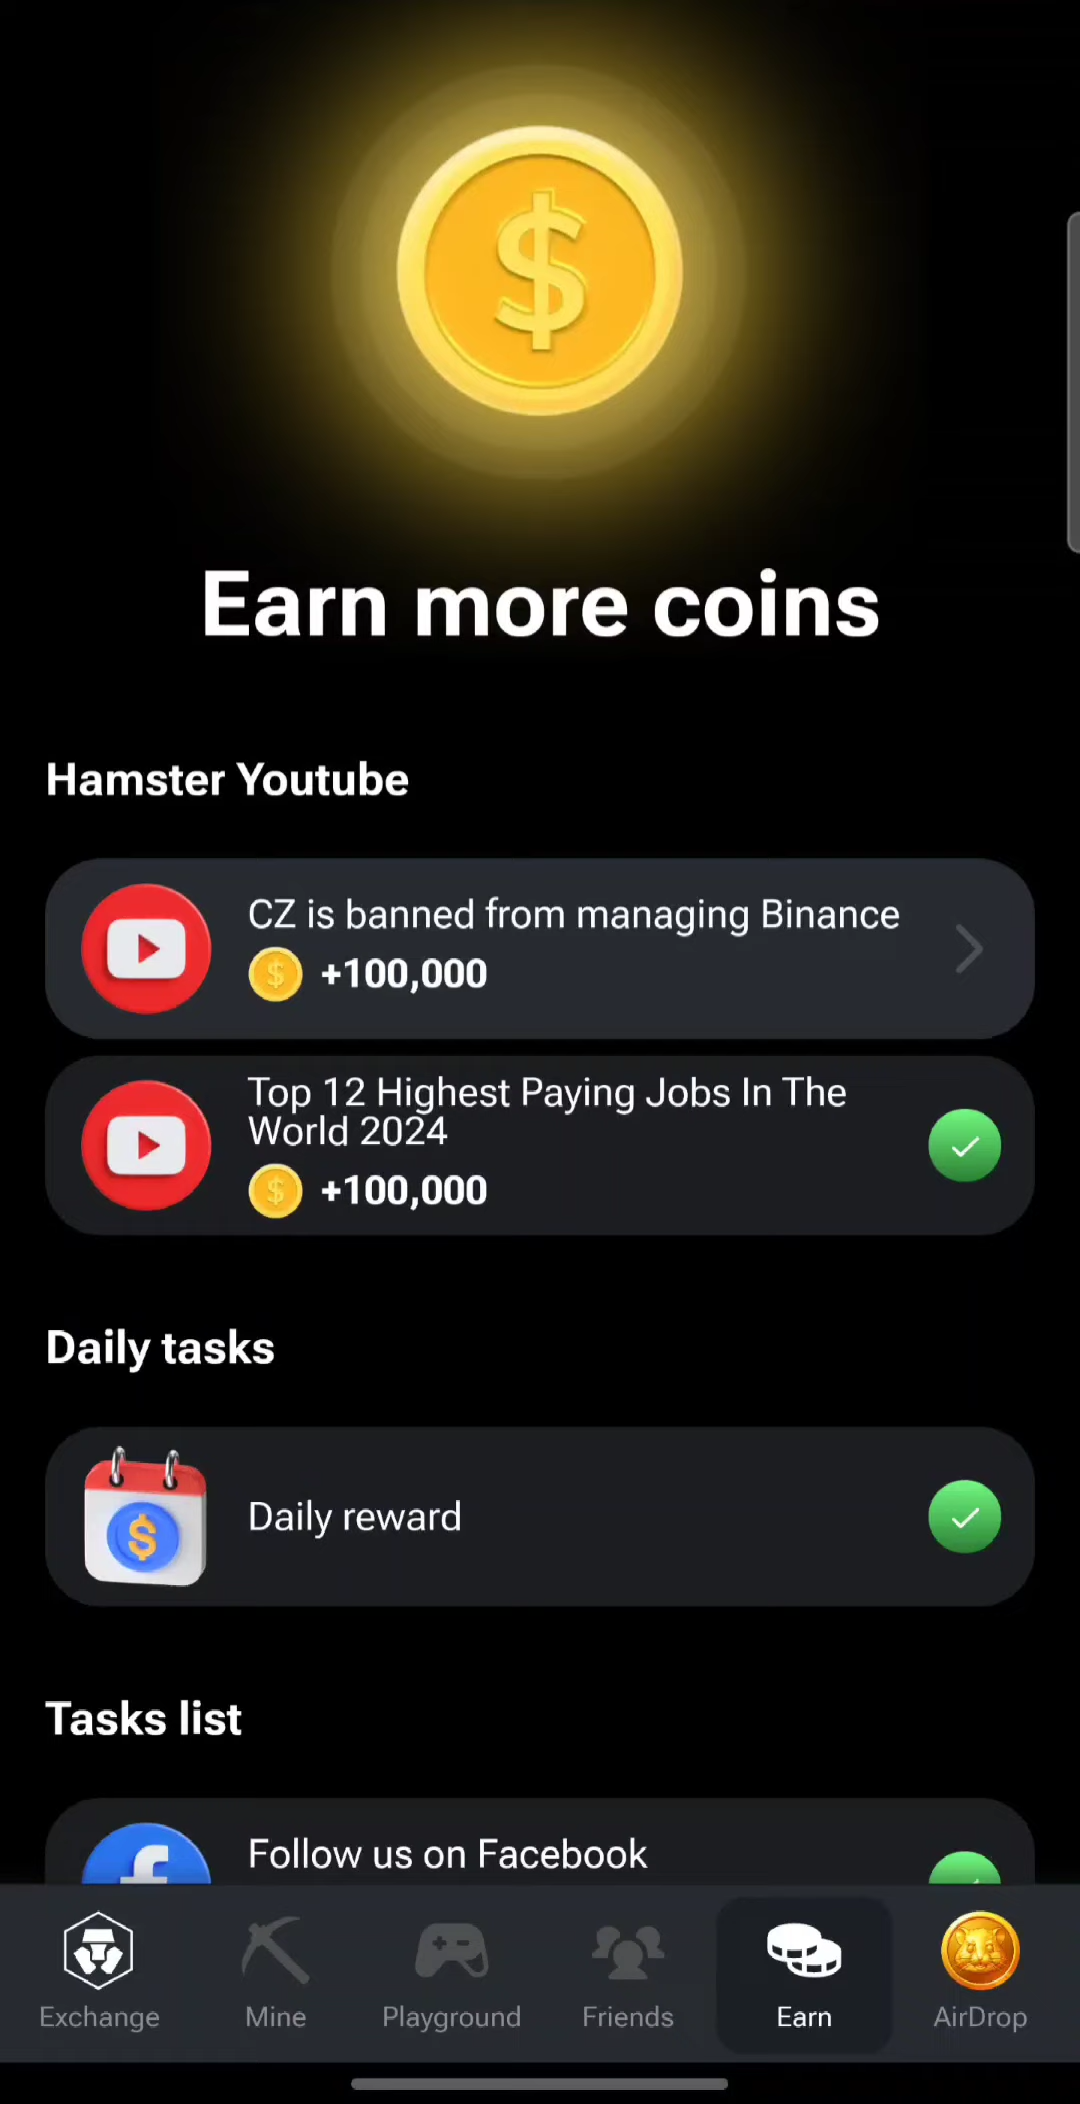 Earn more coins
Hamster Youtube
CZ is banned from managing Binance
+100,000
Top 12 Highest Paying Jobs In The
World 2024
+100,000
Daily tasks
Daily reward
Tasks list
Follow us on Facebook
Exchange
Mine
Playground
Friends
Earn
AirDrop